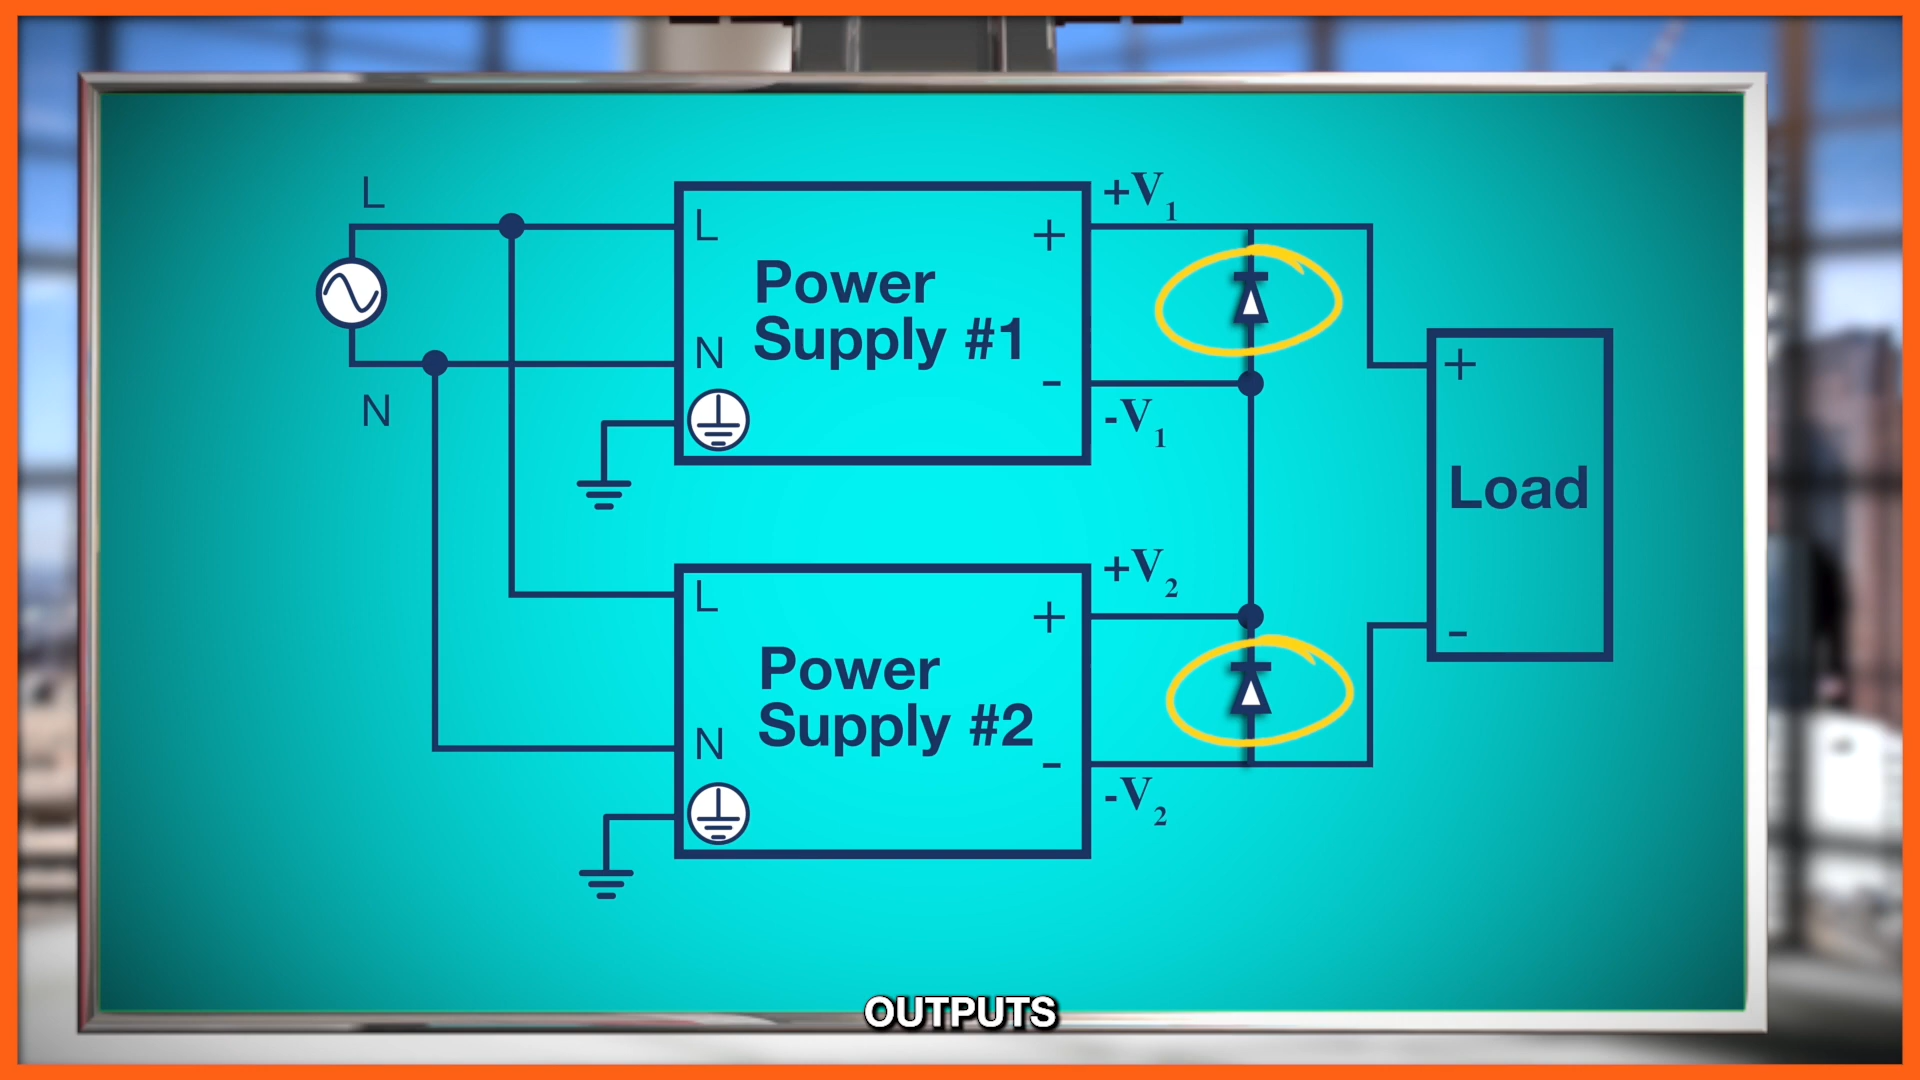 L
N
L
Power
Supply #1
N
+
-
+V1
-V1
L
Power
Supply #2
N
+
-
+V2
-V2
+
Load
-
OUTPUTS